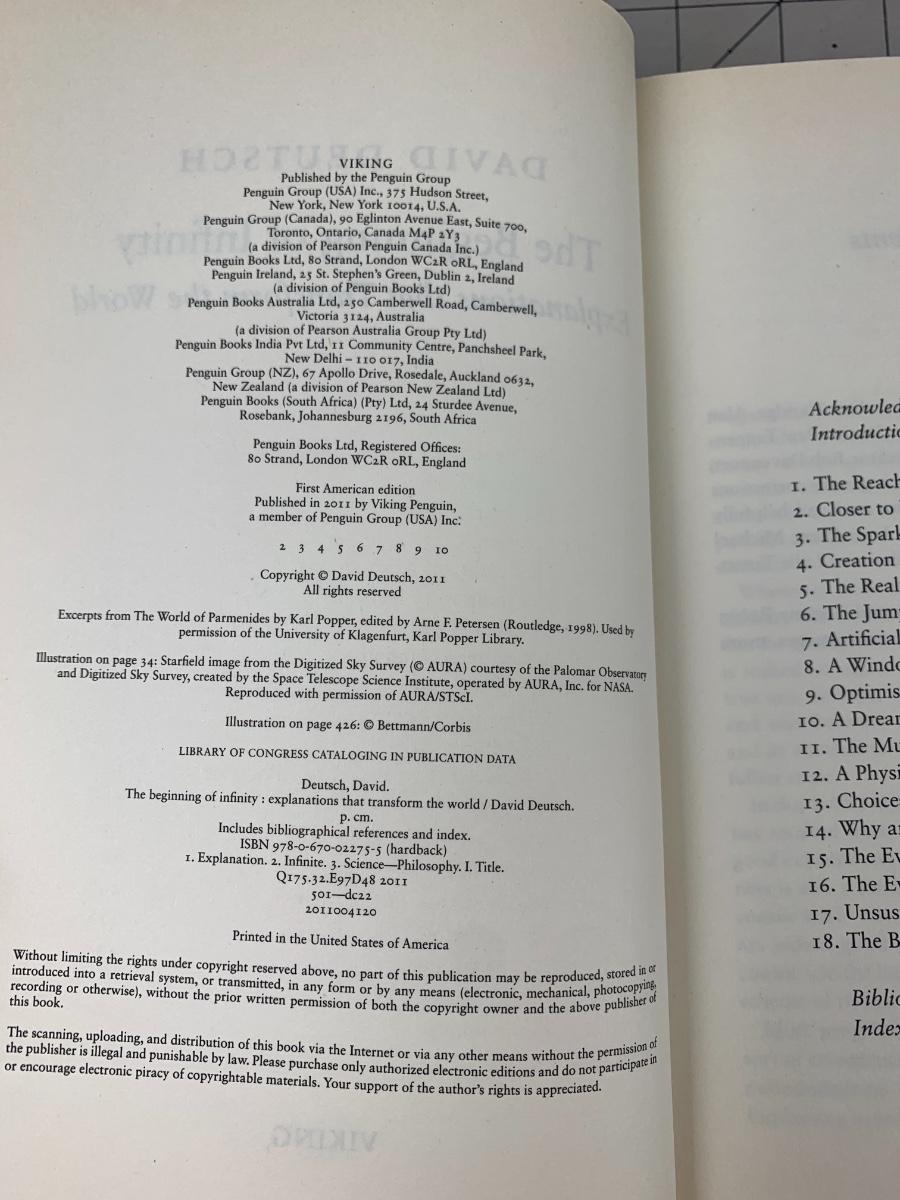 VIKING
Published by the Penguin Group
Penguin Group (USA) Inc., 375 Hudson Street,
New York, New York 10014, U.S.A.
Penguin Group (Canada), 90 Eglinton Avenue East, Suite 700,
Toronto, Ontario, Canada M4P 2Y3
(a division of Pearson Penguin Canada Inc.)
Penguin Books Ltd, 80 Strand, London WC2R 0RL, England
Penguin Ireland, 25 St. Stephen's Green, Dublin 2, Ireland
(a division of Penguin Books Ltd)
Penguin Books Australia Ltd, 250 Camberwell Road, Camberwell,
Victoria 3124, Australia
(a division of Pearson Australia Group Pty Ltd)
Penguin Books India Pvt Ltd, 11 Community Centre, Panchsheel Park,
New Delhi – 110 017, India
Penguin Group (NZ), 67 Apollo Drive, Rosedale, Auckland 0632,
New Zealand (a division of Pearson New Zealand Ltd)
Penguin Books (South Africa) (Pty) Ltd, 24 Sturdee Avenue,
Rosebank, Johannesburg 2196, South Africa
Penguin Books Ltd, Registered Offices:
80 Strand, London WC2R 0RL, England
First American edition
Published in 2011 by Viking Penguin,
a member of Penguin Group (USA) Inc.
2 3 4 5 6 7 8 9 10
Copyright © David Deutsch, 2011
All rights reserved
Excerpts from The World of Parmenides by Karl Popper, edited by Arne F. Petersen (Routledge, 1998). Used by
permission of the University of Klagenfurt, Karl Popper Library.
Illustration on page 34: Starfield image from the Digitized Sky Survey (© AURA) courtesy of the Palomar Observatory
and Digitized Sky Survey, created by the Space Telescope Science Institute, operated by AURA, Inc. for NASA.
Reproduced with permission of AURA/STScI.
Illustration on page 426: © Bettmann/Corbis
LIBRARY OF CONGRESS CATALOGING IN PUBLICATION DATA
Deutsch, David.
The beginning of infinity : explanations that transform the world / David Deutsch.
p. cm.
Includes bibliographical references and index.
ISBN 978-0-670-02275-5 (hardback)
1. Explanation. 2. Infinite. 3. Science—Philosophy. I. Title.
Q175.32.E97D48 2011
501—dc22
2011004120
Printed in the United States of America
Without limiting the rights under copyright reserved above, no part of this publication may be reproduced, stored in or
introduced into a retrieval system, or transmitted, in any form or by any means (electronic, mechanical, photocopying,
recording or otherwise), without the prior written permission of both the copyright owner and the above publisher of
this book.
The scanning, uploading, and distribution of this book via the Internet or via any other means without the permission of
the publisher is illegal and punishable by law. Please purchase only authorized electronic editions and do not participate in
or encourage electronic piracy of copyrightable materials. Your support of the author's rights is appreciated.
Acknowled
Introductio
1. The Reach
2. Closer to
3. The Spark
4. Creation
5. The Real
6. The Jump
7. Artificial
8. A Windo
9. Optimis
10. A Drean
11. The Mu
12. A Physi
13. Choice
14. Why ar
15. The Ev
16. The Ev
17. Unsus
18. The B
Biblio
Index